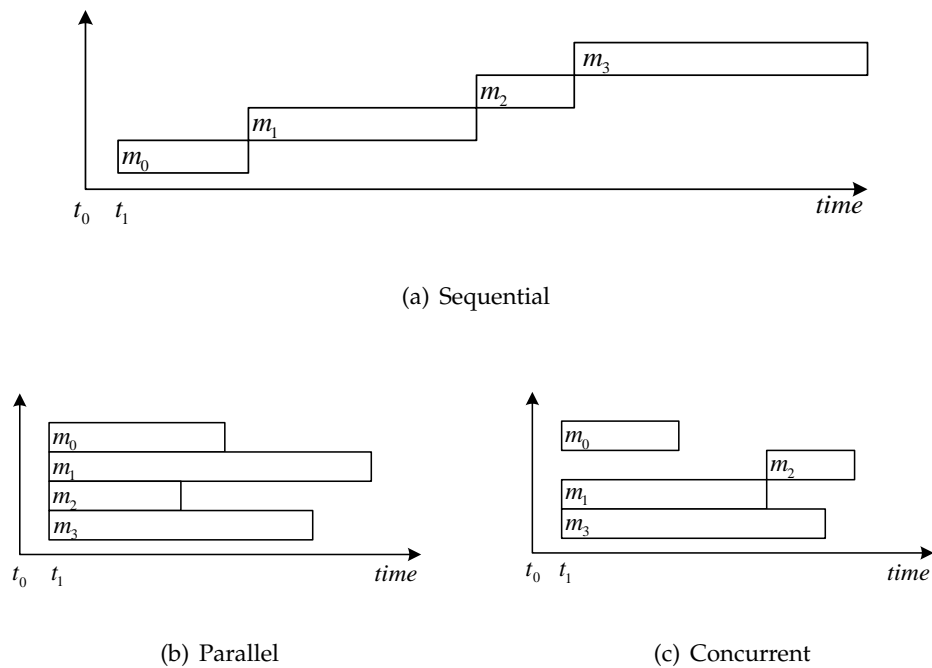 m₃
m₂
m₁
m₀
t₀ t₁ time
(a) Sequential
m₀
m₁
m₂
m₃
t₀ t₁ time
(b) Parallel
m₀
m₂
m₁
m₃
t₀ t₁ time
(c) Concurrent